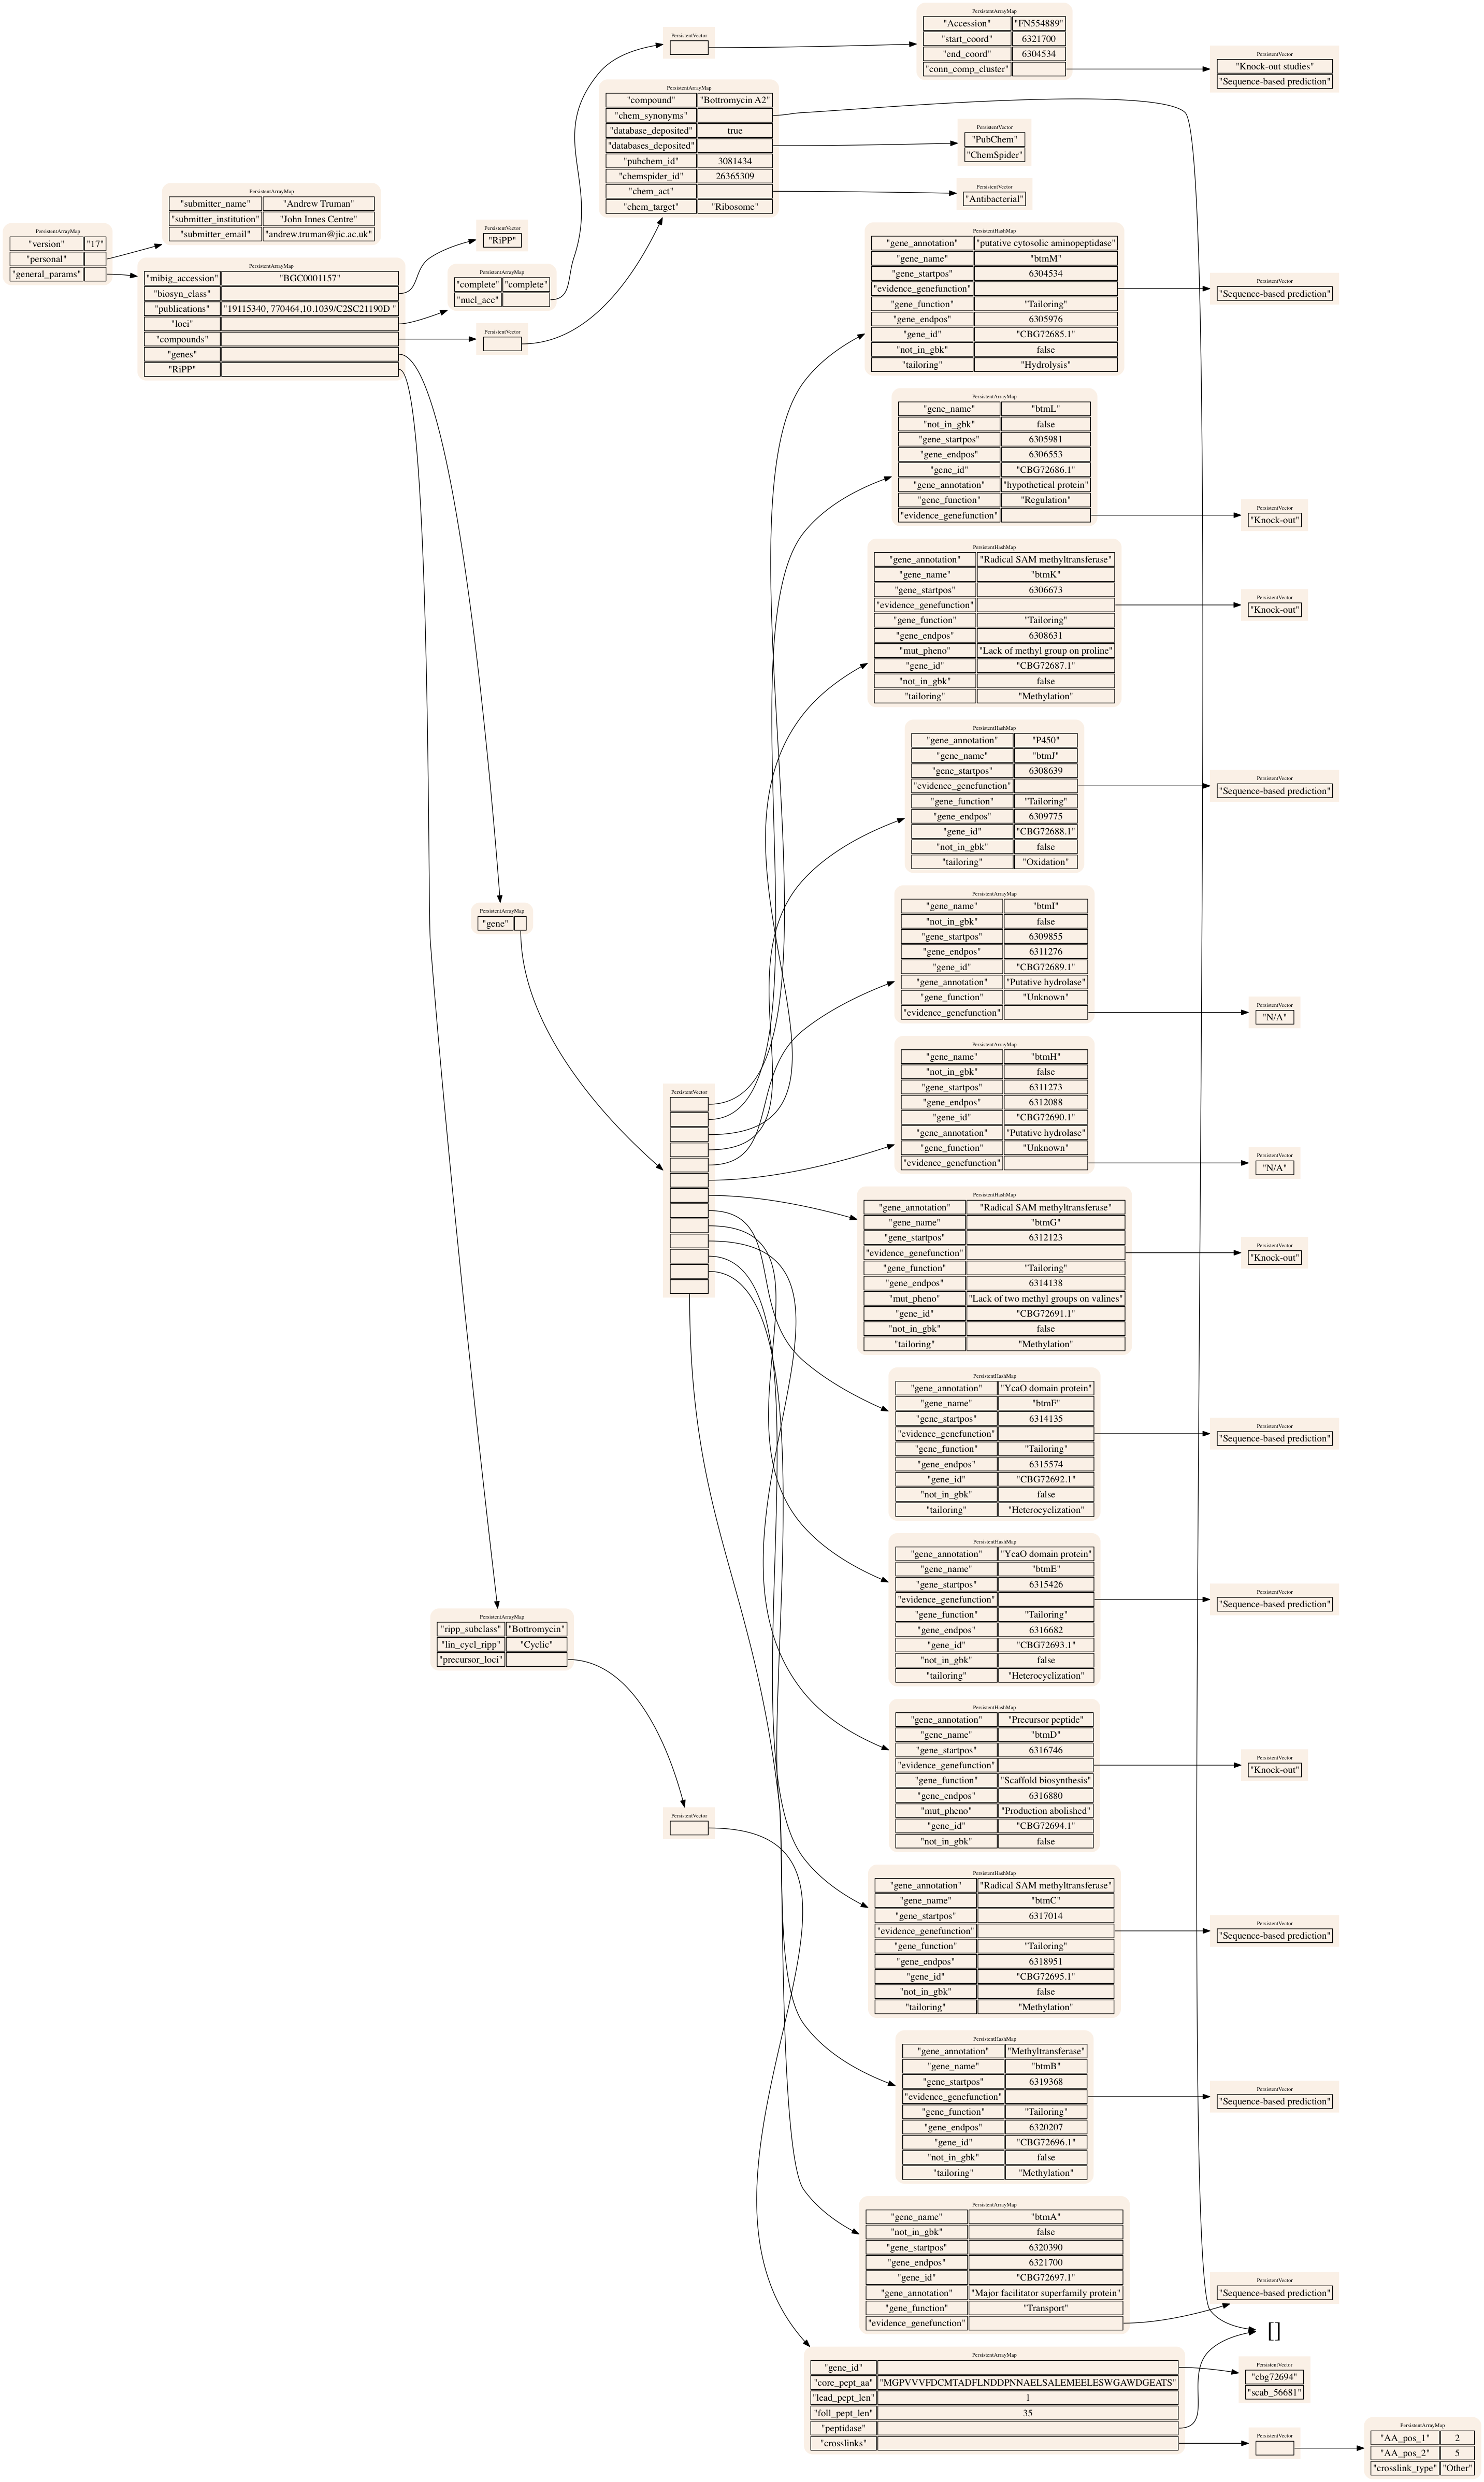 PersistentArrayMap
"version" "17"
"personal"
"general_params"
PersistentArrayMap
"submitter_name" "Andrew Truman"
"submitter_institution" "John Innes Centre"
"submitter_email" "andrew.truman@jic.ac.uk"
PersistentArrayMap
"mibig_accession" "BGC0001157"
"biosyn_class"
"publications" "19115340, 770464,10.1039/C2SC21190D "
"loci"
"compounds"
"genes"
"RiPP"
PersistentVector
"RiPP"
PersistentArrayMap
"complete" "complete"
"nucl_acc"
PersistentVector
PersistentVector
PersistentArrayMap
"Accession" "FN554889"
"start_coord" 6321700
"end_coord" 6304534
"conn_comp_cluster"
PersistentVector
"Knock-out studies"
"Sequence-based prediction"
PersistentArrayMap
"compound" "Bottromycin A2"
"chem_synonyms"
"database_deposited" true
"databases_deposited"
"pubchem_id" 3081434
"chemspider_id" 26365309
"chem_act"
"chem_target" "Ribosome"
PersistentVector
"PubChem"
"ChemSpider"
PersistentVector
"Antibacterial"
PersistentArrayMap
"gene"
PersistentVector
PersistentHashMap
"gene_annotation" "putative cytosolic aminopeptidase"
"gene_name" "btmM"
"gene_startpos" 6304534
"evidence_genefunction"
"gene_function" "Tailoring"
"gene_endpos" 6305976
"gene_id" "CBG72685.1"
"not_in_gbk" false
"tailoring" "Hydrolysis"
PersistentVector
"Sequence-based prediction"
PersistentArrayMap
"gene_name" "btmL"
"not_in_gbk" false
"gene_startpos" 6305981
"gene_endpos" 6306553
"gene_id" "CBG72686.1"
"gene_annotation" "hypothetical protein"
"gene_function" "Regulation"
"evidence_genefunction"
PersistentVector
"Knock-out"
PersistentHashMap
"gene_annotation" "Radical SAM methyltransferase"
"gene_name" "btmK"
"gene_startpos" 6306673
"evidence_genefunction"
"gene_function" "Tailoring"
"gene_endpos" 6308631
"mut_pheno" "Lack of methyl group on proline"
"gene_id" "CBG72687.1"
"not_in_gbk" false
"tailoring" "Methylation"
PersistentVector
"Knock-out"
PersistentHashMap
"gene_annotation" "P450"
"gene_name" "btmJ"
"gene_startpos" 6308639
"evidence_genefunction"
"gene_function" "Tailoring"
"gene_endpos" 6309775
"gene_id" "CBG72688.1"
"not_in_gbk" false
"tailoring" "Oxidation"
PersistentVector
"Sequence-based prediction"
PersistentArrayMap
"gene_name" "btmI"
"not_in_gbk" false
"gene_startpos" 6309855
"gene_endpos" 6311276
"gene_id" "CBG72689.1"
"gene_annotation" "Putative hydrolase"
"gene_function" "Unknown"
"evidence_genefunction"
PersistentVector
"N/A"
PersistentArrayMap
"gene_name" "btmH"
"not_in_gbk" false
"gene_startpos" 6311273
"gene_endpos" 6312088
"gene_id" "CBG72690.1"
"gene_annotation" "Putative hydrolase"
"gene_function" "Unknown"
"evidence_genefunction"
PersistentVector
"N/A"
PersistentHashMap
"gene_annotation" "Radical SAM methyltransferase"
"gene_name" "btmG"
"gene_startpos" 6312123
"evidence_genefunction"
"gene_function" "Tailoring"
"gene_endpos" 6314138
"mut_pheno" "Lack of two methyl groups on valines"
"gene_id" "CBG72691.1"
"not_in_gbk" false
"tailoring" "Methylation"
PersistentVector
"Knock-out"
PersistentHashMap
"gene_annotation" "YcaO domain protein"
"gene_name" "btmF"
"gene_startpos" 6314135
"evidence_genefunction"
"gene_function" "Tailoring"
"gene_endpos" 6315574
"gene_id" "CBG72692.1"
"not_in_gbk" false
"tailoring" "Heterocyclization"
PersistentVector
"Sequence-based prediction"
PersistentHashMap
"gene_annotation" "YcaO domain protein"
"gene_name" "btmE"
"gene_startpos" 6315426
"evidence_genefunction"
"gene_function" "Tailoring"
"gene_endpos" 6316682
"gene_id" "CBG72693.1"
"not_in_gbk" false
"tailoring" "Heterocyclization"
PersistentVector
"Sequence-based prediction"
PersistentArrayMap
"ripp_subclass" "Bottromycin"
"lin_cycl_ripp" "Cyclic"
"precursor_loci"
PersistentVector
PersistentHashMap
"gene_annotation" "Precursor peptide"
"gene_name" "btmD"
"gene_startpos" 6316746
"evidence_genefunction"
"gene_function" "Scaffold biosynthesis"
"gene_endpos" 6316880
"mut_pheno" "Production abolished"
"gene_id" "CBG72694.1"
"not_in_gbk" false
PersistentVector
"Knock-out"
PersistentHashMap
"gene_annotation" "Radical SAM methyltransferase"
"gene_name" "btmC"
"gene_startpos" 6317014
"evidence_genefunction"
"gene_function" "Tailoring"
"gene_endpos" 6318951
"gene_id" "CBG72695.1"
"not_in_gbk" false
"tailoring" "Methylation"
PersistentVector
"Sequence-based prediction"
PersistentHashMap
"gene_annotation" "Methyltransferase"
"gene_name" "btmB"
"gene_startpos" 6319368
"evidence_genefunction"
"gene_function" "Tailoring"
"gene_endpos" 6320207
"gene_id" "CBG72696.1"
"not_in_gbk" false
"tailoring" "Methylation"
PersistentVector
"Sequence-based prediction"
PersistentArrayMap
"gene_name" "btmA"
"not_in_gbk" false
"gene_startpos" 6320390
"gene_endpos" 6321700
"gene_id" "CBG72697.1"
"gene_annotation" "Major facilitator superfamily protein"
"gene_function" "Transport"
"evidence_genefunction"
PersistentVector
"Sequence-based prediction"
[]
PersistentArrayMap
"gene_id"
"core_pept_aa" "MGPVVVFDCMTADFLNDDPNNAELSALEMEELESWGAWDGEATS"
"lead_pept_len" 1
"foll_pept_len" 35
"peptidase"
"crosslinks"
PersistentVector
"cbg72694"
"scab_56681"
PersistentVector
PersistentArrayMap
"AA_pos_1" 2
"AA_pos_2" 5
"crosslink_type" "Other"